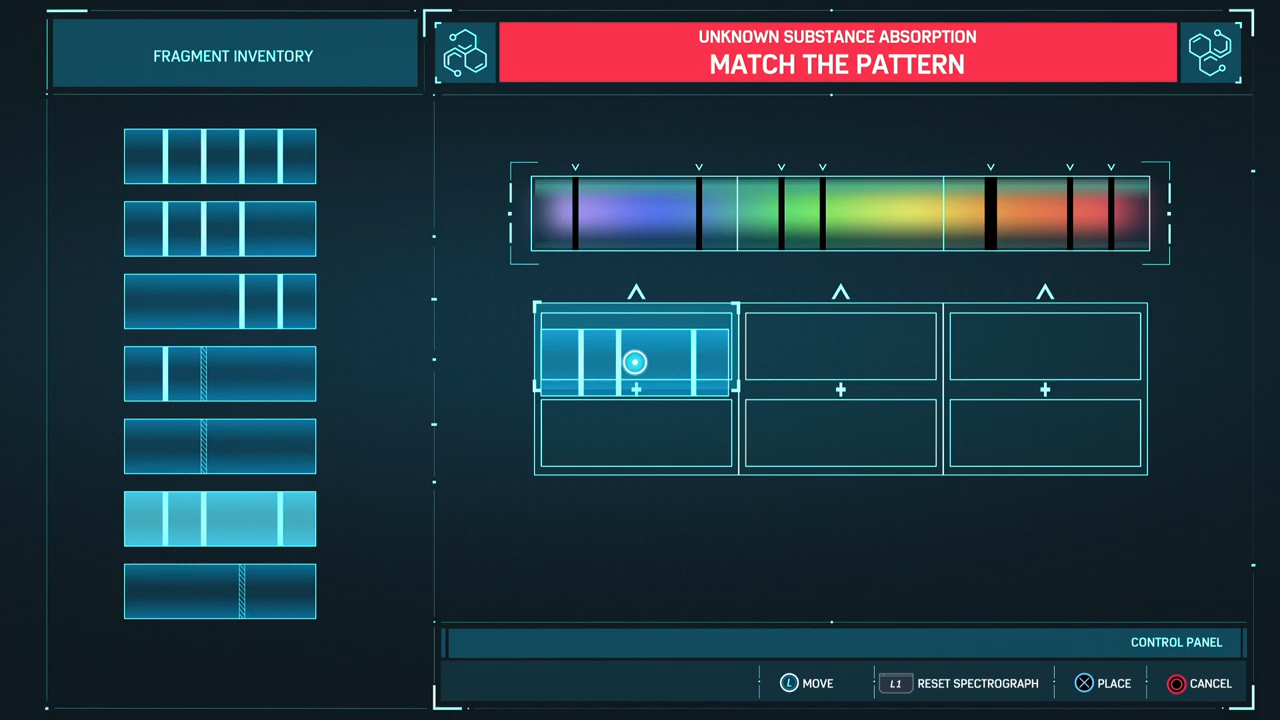 FRAGMENT INVENTORY
UNKNOWN SUBSTANCE ABSORPTION
MATCH THE PATTERN
CONTROL PANEL
L MOVE
L1 RESET SPECTROGRAPH
PLACE
CANCEL